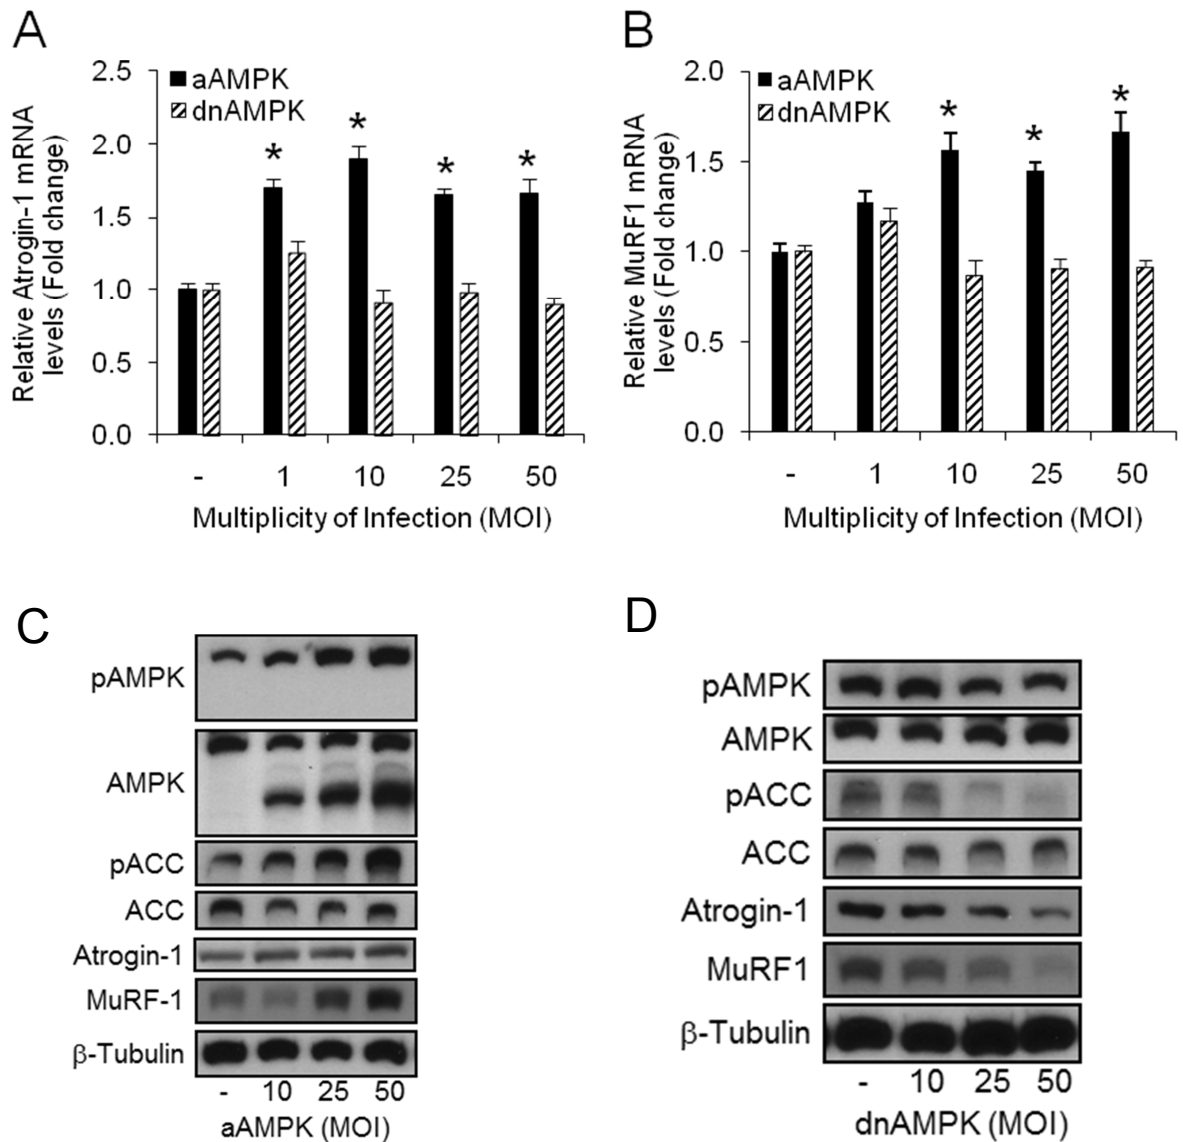 A
Relative Atrogin-1 mRNA
levels (Fold change)
2.5
2.0
1.5
1.0
0.5
0.0
aAMPK
dnAMPK
*
*
*
*
- 1 10 25 50
Multiplicity of Infection (MOI)
B
Relative MuRF1 mRNA
levels (Fold change)
2.0
1.5
1.0
0.5
0.0
aAMPK
dnAMPK
*
*
*
- 1 10 25 50
Multiplicity of Infection (MOI)
C
pAMPK
AMPK
pACC
ACC
Atrogin-1
MuRF-1
β-Tubulin
- 10 25 50
aAMPK (MOI)
D
pAMPK
AMPK
pACC
ACC
Atrogin-1
MuRF1
β-Tubulin
- 10 25 50
dnAMPK (MOI)